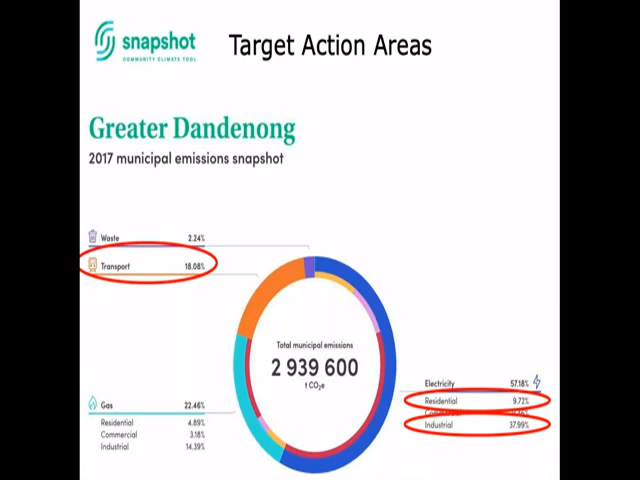 snapshot
COMMUNITY CLIMATE TOOL
Target Action Areas
Greater Dandenong
2017 municipal emissions snapshot
Waste 2.24%
Transport 18.08%
Total municipal emissions
2 939 600
t CO₂e
Electricity 57.18%
Residential 9.72%
Commercial
Industrial 37.99%
Gas 22.46%
Residential 4.89%
Commercial 3.18%
Industrial 14.39%